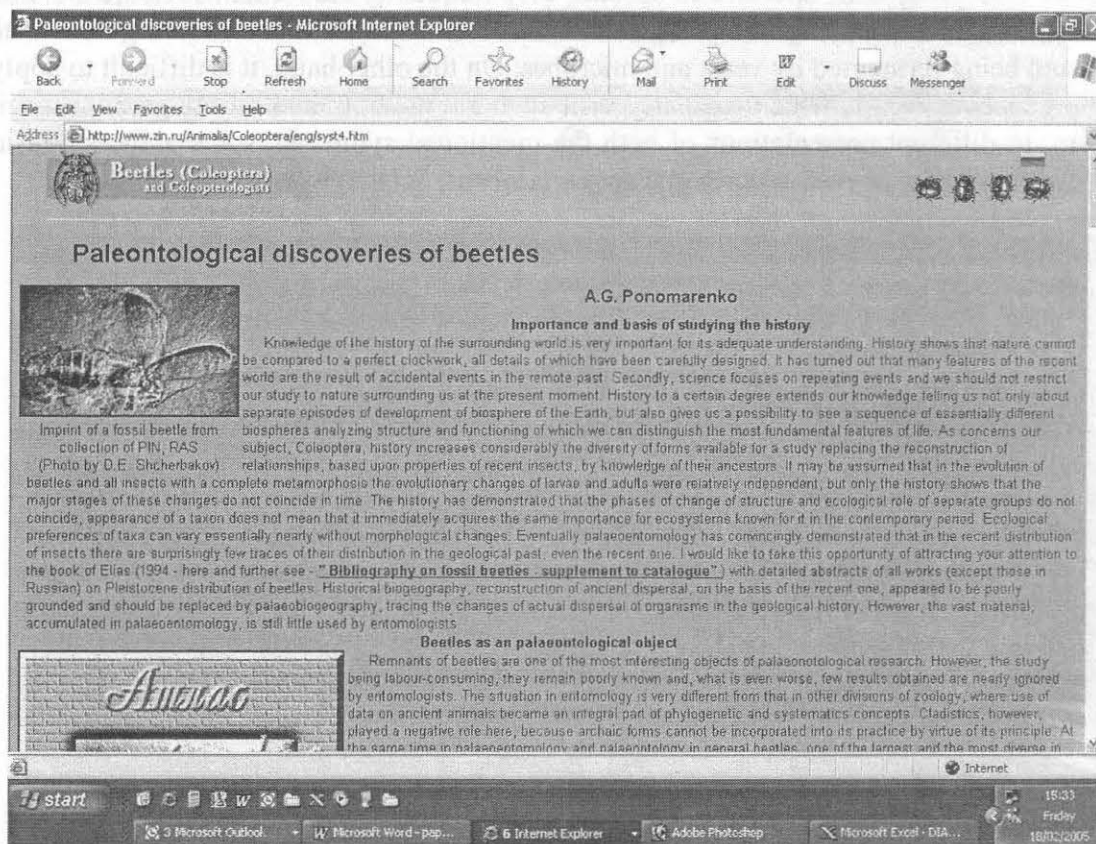 Paleontological discoveries of beetles - Microsoft Internet Explorer
Back Forward Stop Refresh Home Search Favorites History Mail Print Edit Discuss Messenger
File Edit View Favorites Tools Help
Address http://www.zin.ru/Animalia/Coleoptera/eng/syst4.htm
Beetles (Coleoptera)
and Coleopterologists
Paleontological discoveries of beetles
A.G. Ponomarenko
Importance and basis of studying the history
Knowledge of the history of the surrounding world is very important for its adequate understanding. History shows that nature cannot
be compared to a perfect clockwork, all details of which have been carefully designed. It has turned out that many features of the recent
world are the result of accidental events in the remote past. Secondly, science focuses on repeating events and we should not restrict
our study to nature surrounding us at the present moment. History to a certain degree extends our knowledge telling us not only about
separate episodes of development of biosphere of the Earth, but also gives us a possibility to see a sequence of essentially different
biospheres analyzing structure and functioning of which we can distinguish the most fundamental features of life. As concerns our
subject, Coleoptera, history increases considerably the diversity of forms available for a study replacing the reconstruction of
relationships, based upon properties of recent insects, by knowledge of their ancestors. It may be assumed that in the evolution of
Imprint of a fossil beetle from
collection of PIN, RAS
(Photo by D.E. Shcherbakov)
beetles and all insects with a complete metamorphosis the evolutionary changes of larvae and adults were relatively independent, but only the history shows that the
major stages of these changes do not coincide in time. The history has demonstrated that the phases of change of structure and ecological role of separate groups do not
coincide, appearance of a taxon does not mean that it immediately acquires the same importance for ecosystems known for it in the contemporary period. Ecological
preferences of taxa can vary essentially nearly without morphological changes. Eventually palaeontology has convincingly demonstrated that in the recent distribution
of insects there are surprisingly few traces of their distribution in the geological past, even the recent one. I would like to take this opportunity of attracting your attention to
the book of Elias (1994 - here and further see - "Bibliography on fossil beetles - supplement to catalogue") with detailed abstracts of all works (except those in
Russian) on Pleistocene distribution of beetles. Historical biogeography, reconstruction of ancient dispersal, on the basis of the recent one, appeared to be poorly
grounded and should be replaced by palaeobiogeography, tracing the changes of actual dispersal of organisms in the geological history. However, the vast material,
accumulated in palaeoentomology, is still little used by entomologists.
Beetles as an palaeontological object
Remnants of beetles are one of the most interesting objects of palaeonotological research. However, the study
being labour-consuming, they remain poorly known and, what is even worse, few results obtained are nearly ignored
by entomologists. The situation in entomology is very different from that in other divisions of zoology, where use of
data on ancient animals became an integral part of phylogenetic and systematics concepts. Cladistics, however,
played a negative role here, because archaic forms cannot be incorporated into its practice by virtue of its principle. At
the same time in palaeoentomology and palaeontology in general beetles, one of the largest and the most diverse in
Internet
start
15:33
3 Microsoft Outlook
W Microsoft Word - pap...
6 Internet Explorer
Adobe Photoshop
Microsoft Excel - DIA...
Friday
18/02/2005